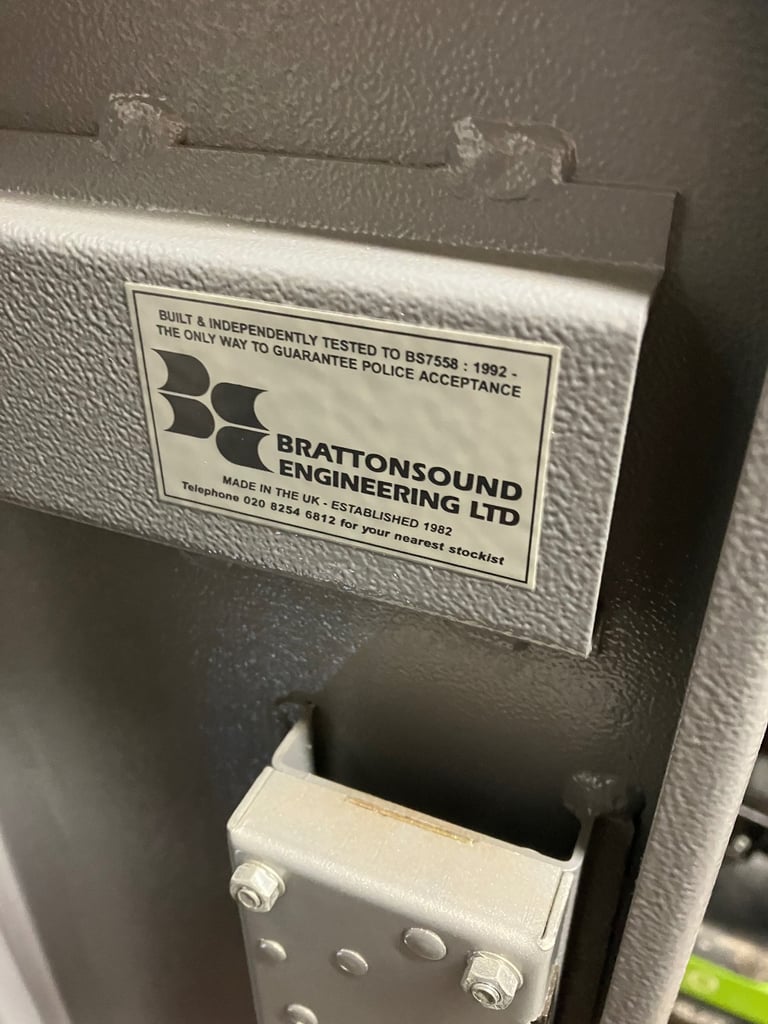 BUILT & INDEPENDENTLY TESTED TO BS7558 : 1992 -
THE ONLY WAY TO GUARANTEE POLICE ACCEPTANCE
BRATTONSOUND
ENGINEERING LTD
MADE IN THE UK - ESTABLISHED 1982
Telephone 020 8254 6812 for your nearest stockist